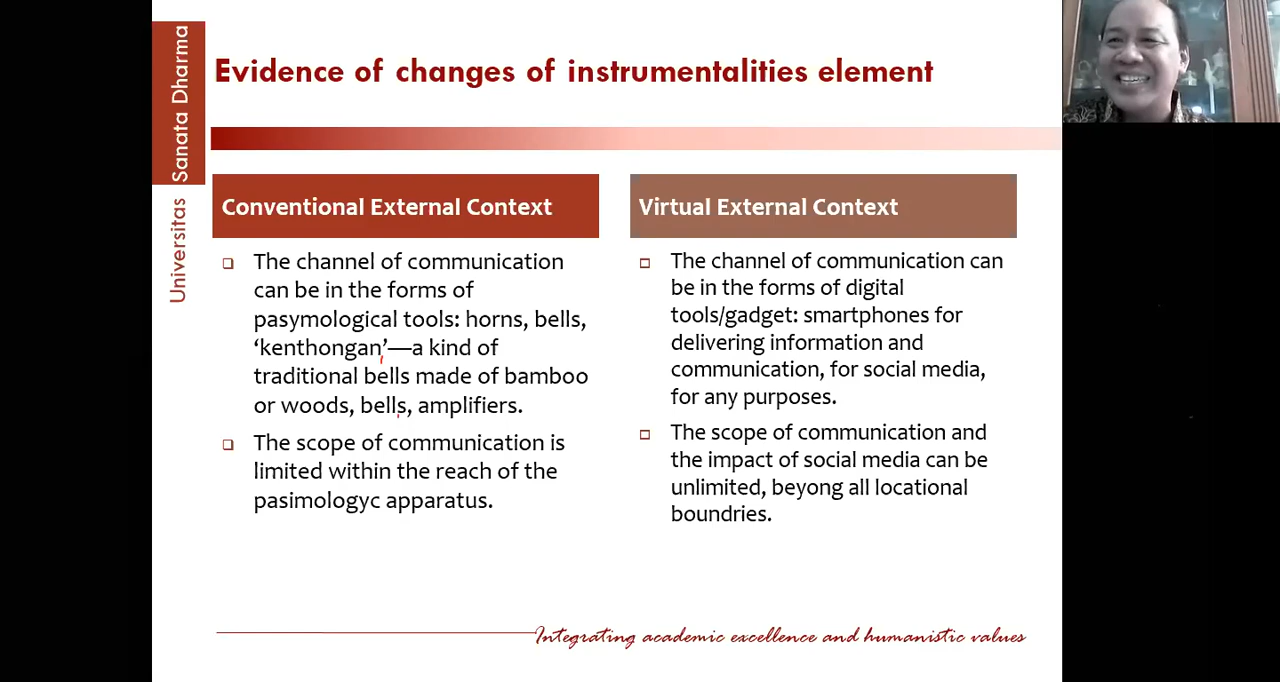 Universitas Sanata Dharma
Evidence of changes of instrumentalities element
Conventional External Context
The channel of communication
can be in the forms of
pasymological tools: horns, bells,
‘kenthongan’—a kind of
traditional bells made of bamboo
or woods, bells, amplifiers.
The scope of communication is
limited within the reach of the
pasimologyc apparatus.
Virtual External Context
The channel of communication can
be in the forms of digital
tools/gadget: smartphones for
delivering information and
communication, for social media,
for any purposes.
The scope of communication and
the impact of social media can be
unlimited, beyong all locational
boundries.
Integrating academic excellence and humanistic values